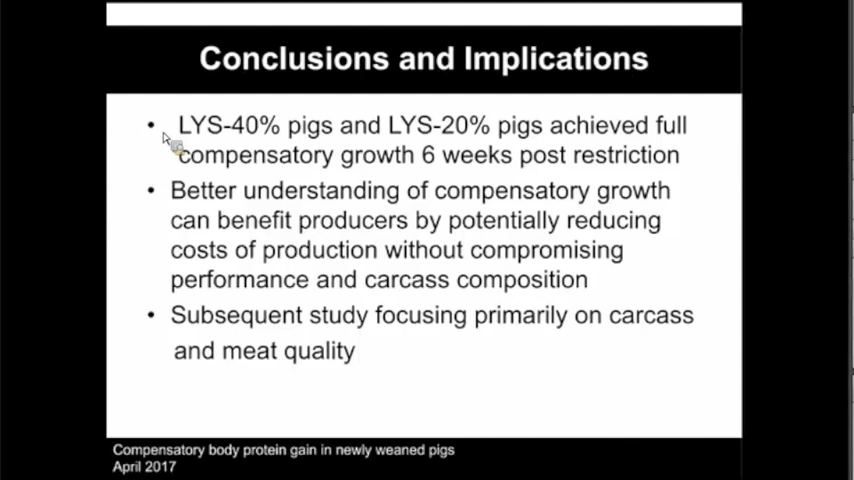 Conclusions and Implications
• LYS-40% pigs and LYS-20% pigs achieved full
compensatory growth 6 weeks post restriction
• Better understanding of compensatory growth
can benefit producers by potentially reducing
costs of production without compromising
performance and carcass composition
• Subsequent study focusing primarily on carcass
and meat quality
Compensatory body protein gain in newly weaned pigs
April 2017